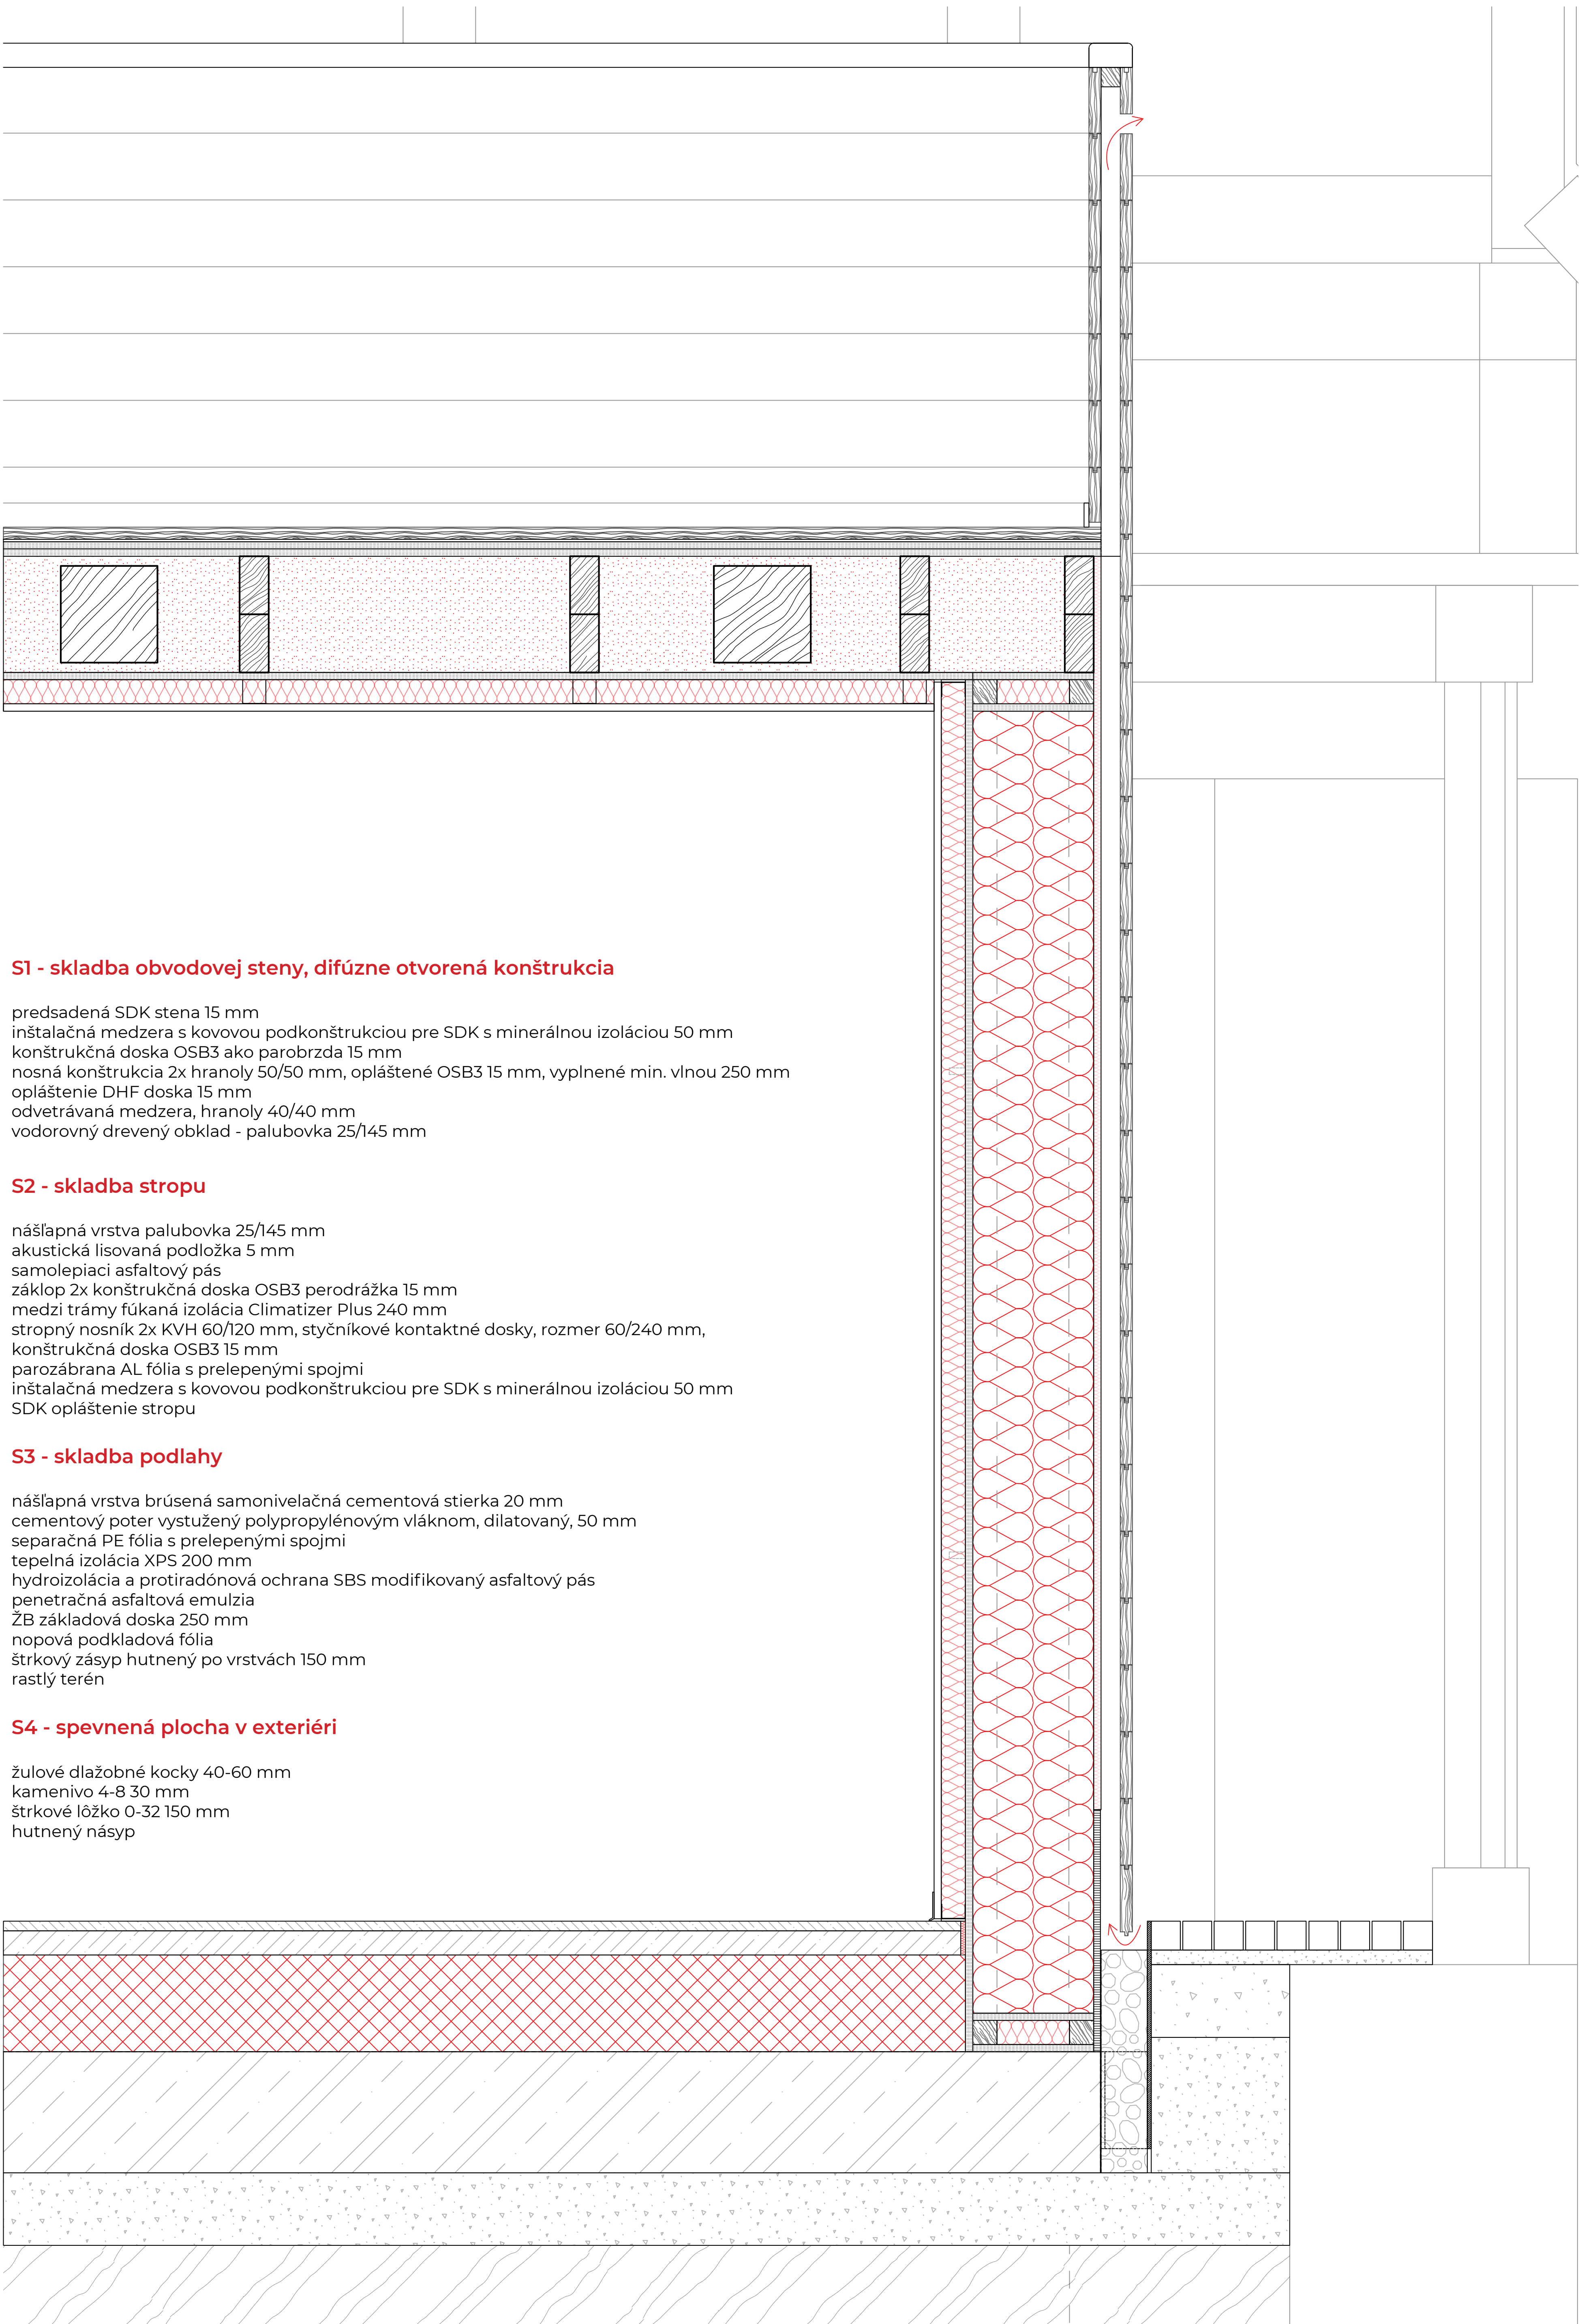 S1 - skladba obvodovej steny, difúzne otvorená konštrukcia
predsadená SDK stena 15 mm
inštalačná medzera s kovovou podkonštrukciou pre SDK s minerálnou izoláciou 50 mm
konštrukčná doska OSB3 ako parobrzda 15 mm
nosná konštrukcia 2x hranoly 50/50 mm, opláštené OSB3 15 mm, vyplnené min. vlnou 250 mm
opláštenie DHF doska 15 mm
odvetrávaná medzera, hranoly 40/40 mm
vodorovný drevený obklad - palubovka 25/145 mm
S2 - skladba stropu
nášľapná vrstva palubovka 25/145 mm
akustická lisovaná podložka 5 mm
samolepiaci asfaltový pás
záklop 2x konštrukčná doska OSB3 perodrážka 15 mm
medzi trámy fúkaná izolácia Climatizer Plus 240 mm
stropný nosník 2x KVH 60/120 mm, styčníkové kontaktné dosky, rozmer 60/240 mm,
konštrukčná doska OSB3 15 mm
parozábrana AL fólia s prelepenými spojmi
inštalačná medzera s kovovou podkonštrukciou pre SDK s minerálnou izoláciou 50 mm
SDK opláštenie stropu
S3 - skladba podlahy
nášľapná vrstva brúsená samonivelačná cementová stierka 20 mm
cementový poter vystužený polypropylénovým vláknom, dilatovaný, 50 mm
separačná PE fólia s prelepenými spojmi
tepelná izolácia XPS 200 mm
hydroizolácia a protiradónová ochrana SBS modifikovaný asfaltový pás
penetračná asfaltová emulzia
ŽB základová doska 250 mm
nopová podkladová fólia
štrkový zásyp hutnený po vrstvách 150 mm
rastlý terén
S4 - spevnená plocha v exteriéri
žulové dlažobné kocky 40-60 mm
kamenivo 4-8 30 mm
štrkové lôžko 0-32 150 mm
hutnený násyp